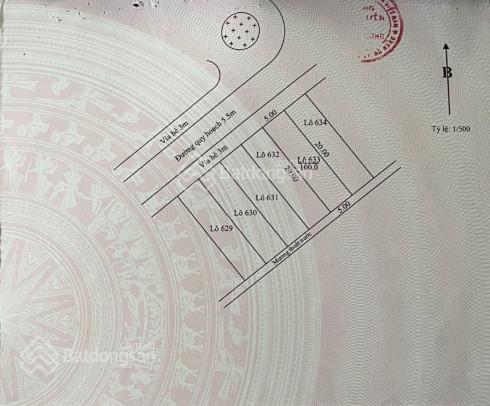 B
Tỷ lệ: 1/500
Vỉa hè 3m
Đường quy hoạch 5.5m
Vỉa hè 3m
5.00
Lô 634
20.00
Lô 632
Lô 633
100.0
20.00
Lô 631
Lô 630
Lô 629
5.00
Mương thoát nước
Batdongsan
Batdongsan